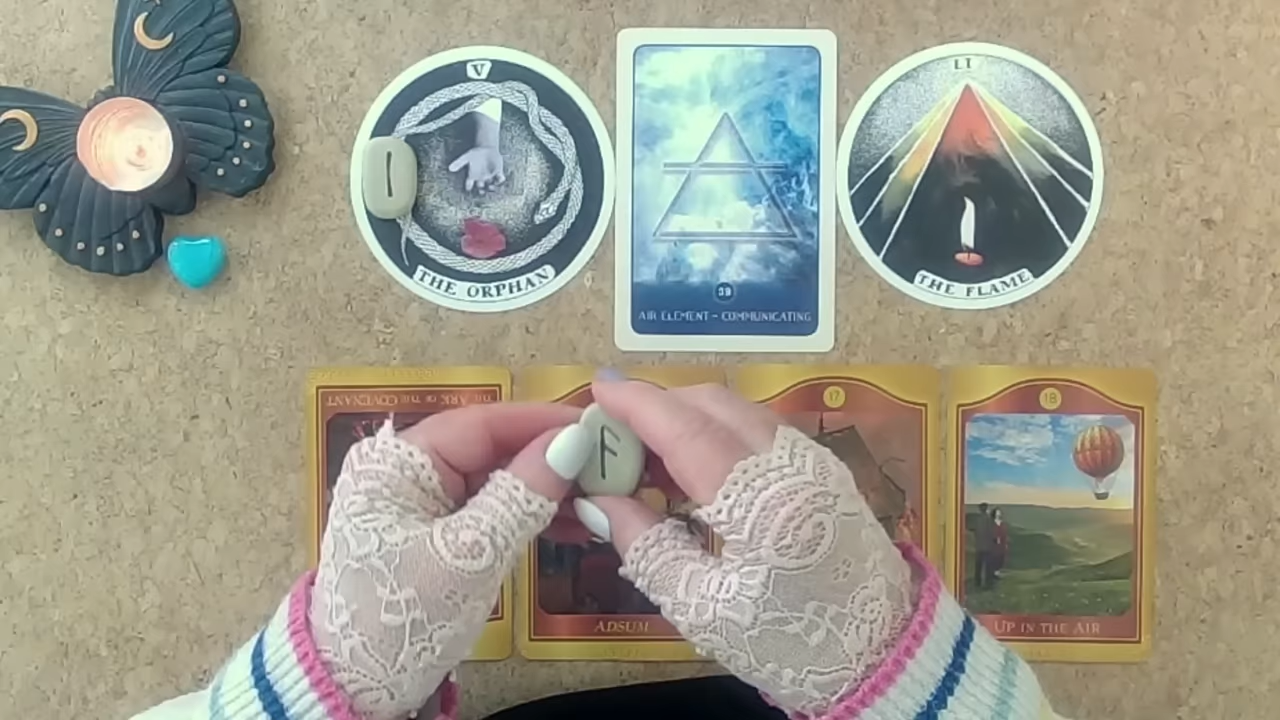 V
THE ORPHAN
39
AIR ELEMENT - COMMUNICATING
LI
THE FLAME
THE ARK OF THE COVENANT
ADSUM
17
18
UP IN THE AIR
ᛁ
ᚨ